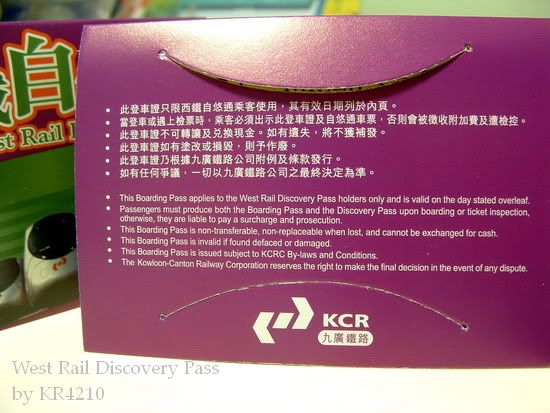 自
West Rail
• 此登車證只限西鐵自悠通乘客使用，其有效日期列於內頁。
• 當登車或遇上檢票時，乘客必須出示此登車證及自悠通車票，否則會被徵收附加費及遭檢控。
• 此登車證不可轉讓及兌換現金。如有遺失，將不獲補發。
• 此登車證如有塗改或損毀，則予作廢。
• 此登車證乃根據九廣鐵路公司附例及條款發行。
• 如有任何爭議，一切以九廣鐵路公司之最終決定為準。
• This Boarding Pass applies to the West Rail Discovery Pass holders only and is valid on the day stated overleaf.
• Passengers must produce both the Boarding Pass and the Discovery Pass upon boarding or ticket inspection,
otherwise, they are liable to pay a surcharge and prosecution.
• This Boarding Pass is non-transferable, non-replaceable when lost, and cannot be exchanged for cash.
• This Boarding Pass is invalid if found defaced or damaged.
• This Boarding Pass is issued subject to KCRC By-laws and Conditions.
• The Kowloon-Canton Railway Corporation reserves the right to make the final decision in the event of any dispute.
KCR
九廣鐵路
West Rail Discovery Pass
by KR4210